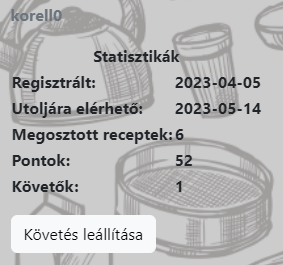 korell0
Statisztikák
Regisztrált: 2023-04-05
Utoljára elérhető: 2023-05-14
Megosztott receptek: 6
Pontok: 52
Követők: 1
Követés leállítása